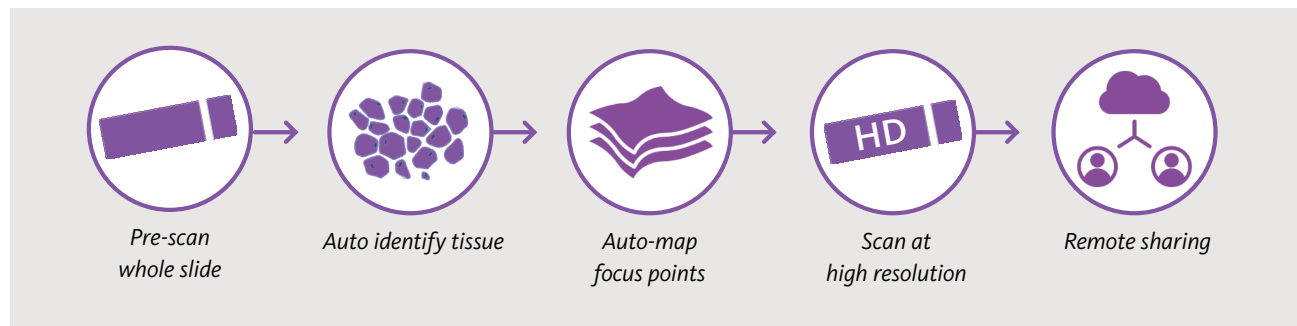 HD
Pre-scan
whole slide
Auto identify tissue
Auto-map
focus points
Scan at
high resolution
Remote sharing